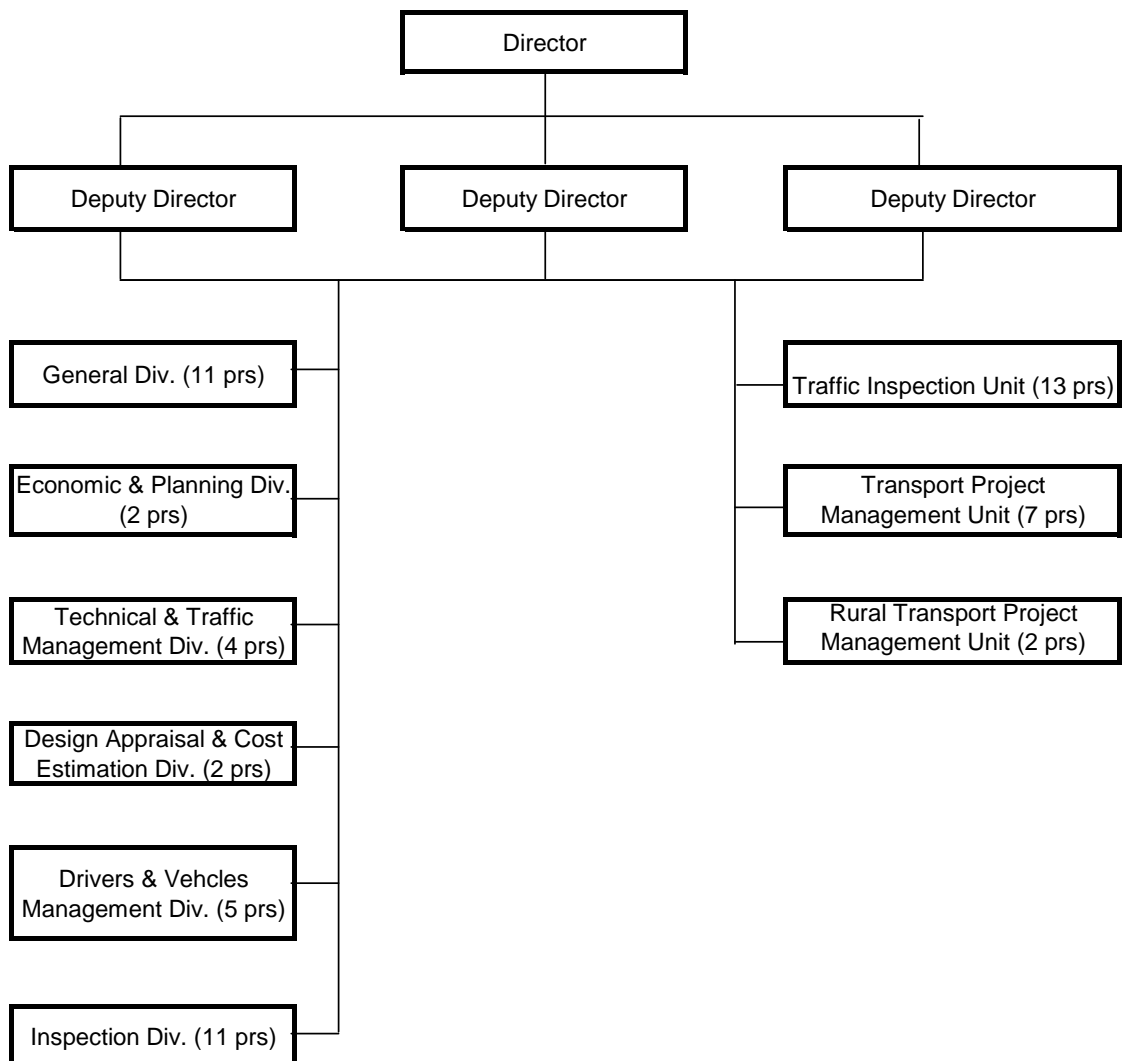 Director
Deputy Director
Deputy Director
Deputy Director
General Div. (11 prs)
Economic & Planning Div.
(2 prs)
Technical & Traffic
Management Div. (4 prs)
Design Appraisal & Cost
Estimation Div. (2 prs)
Drivers & Vehcles
Management Div. (5 prs)
Inspection Div. (11 prs)
Traffic Inspection Unit (13 prs)
Transport Project
Management Unit (7 prs)
Rural Transport Project
Management Unit (2 prs)